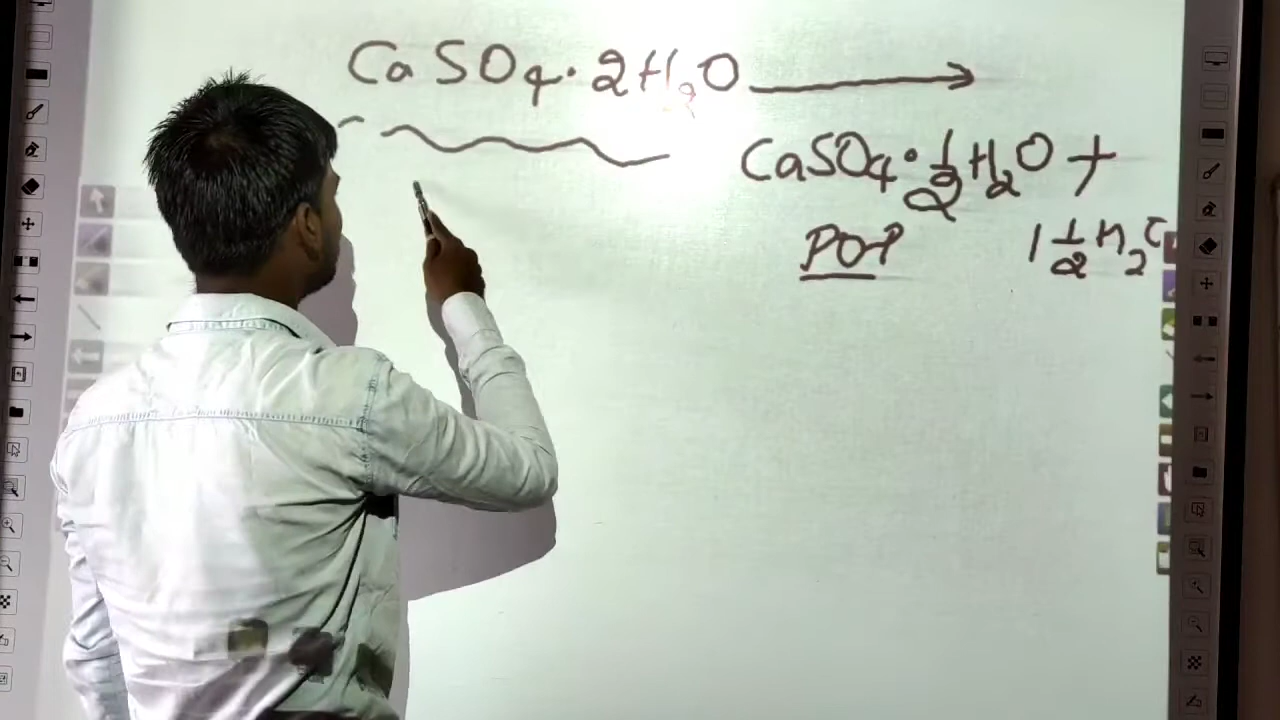 CaSO₄·2H₂O ⟶
CaSO₄·½H₂O +
POP 1½H₂O